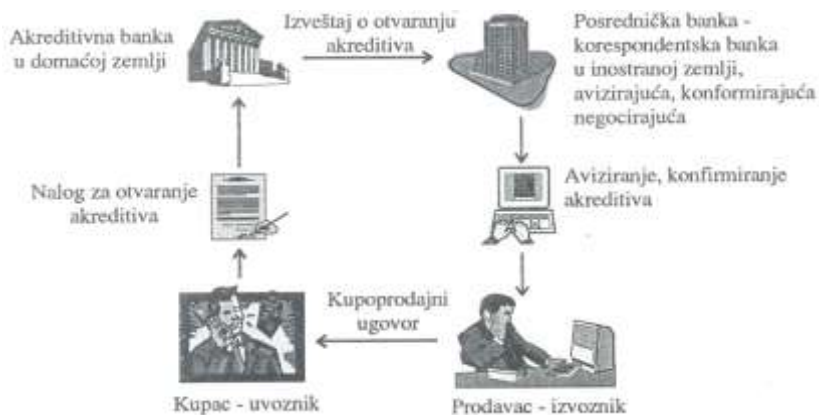 Akreditivna banka
u domaćoj zemlji
Izveštaj o otvaranju
akreditiva
Posrednička banka -
korespondentska banka
u inostranoj zemlji,
avizirajuća, konformirajuća
negocirajuća
Nalog za otvaranje
akreditiva
Aviziranje, konfirmiranje
akreditiva
Kupoprodajni
ugovor
Kupac - uvoznik
Prodavac - izvoznik